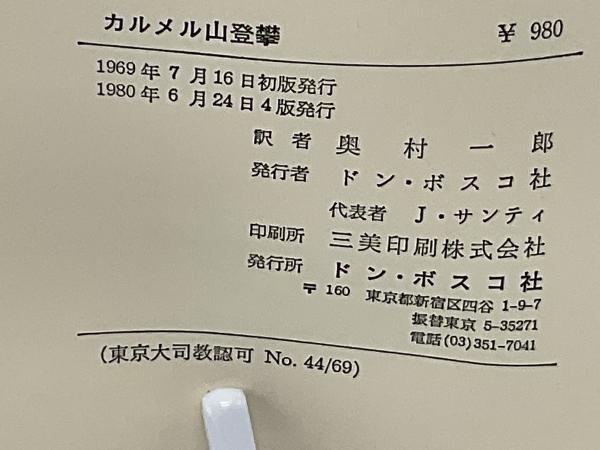 カルメル山登攀 ¥ 980
1969年7月16日初版発行
1980年6月24日4版発行
訳者 奥村一郎
発行者 ドン・ボスコ社
代表者 J・サンティ
印刷所 三美印刷株式会社
発行所 ドン・ボスコ社
〒160 東京都新宿区四谷 1-9-7
振替東京 5-35271
電話(03)351-7041
(東京大司教認可 No. 44/69)